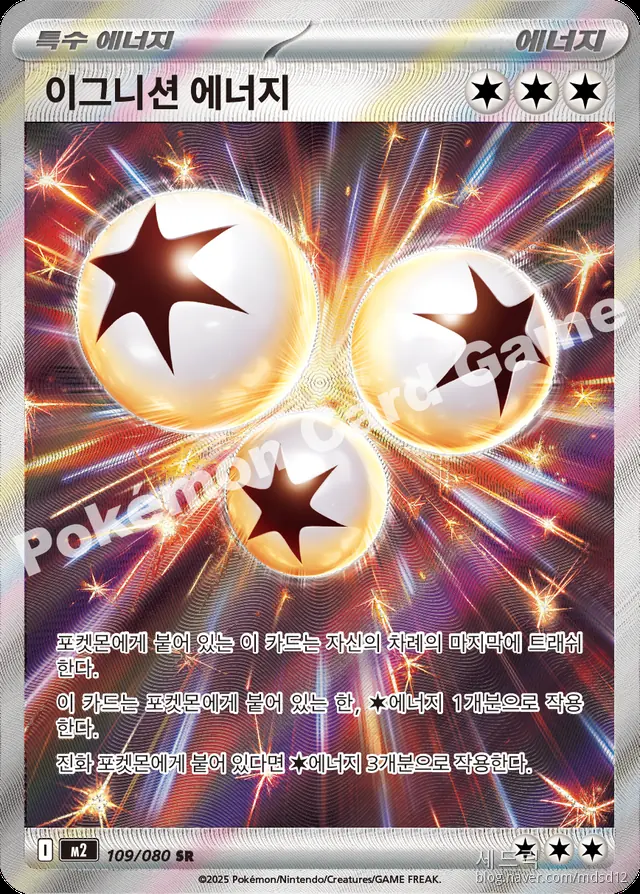 특수 에너지
에너지
이그니션 에너지
Pokémon Card Game
포켓몬에게 붙어 있는 이 카드는 자신의 차례의 마지막에 트래쉬
한다.
이 카드는 포켓몬에게 붙어 있는 한, 에너지 1개분으로 작용
한다.
진화 포켓몬에게 붙어 있다면 에너지 3개분으로 작용한다.
I m2 109/080 SR
©2025 Pokémon/Nintendo/Creatures/GAME FREAK.
blog.naver.com/mdsd12